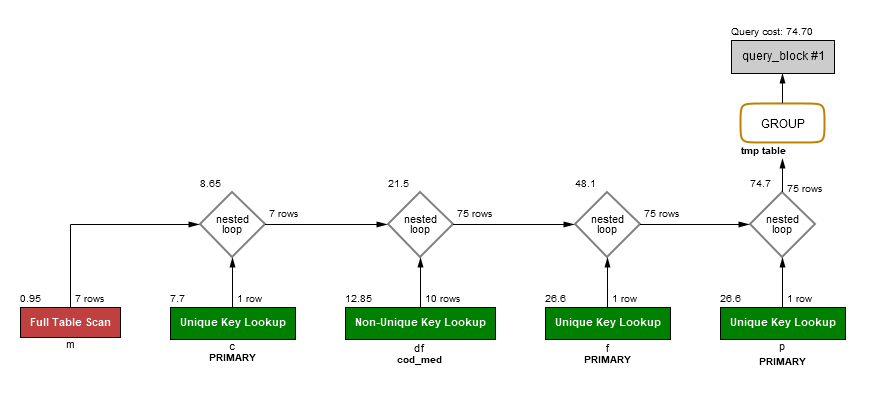 Query cost: 74.70
query_block #1
GROUP
tmp table
8.65
21.5
48.1
74.7
75 rows
nested
loop
7 rows
nested
loop
75 rows
nested
loop
75 rows
nested
loop
0.95
7 rows
7.7
1 row
12.85
10 rows
26.6
1 row
26.6
1 row
Full Table Scan
Unique Key Lookup
Non-Unique Key Lookup
Unique Key Lookup
Unique Key Lookup
m
c
df
f
p
PRIMARY
cod_med
PRIMARY
PRIMARY